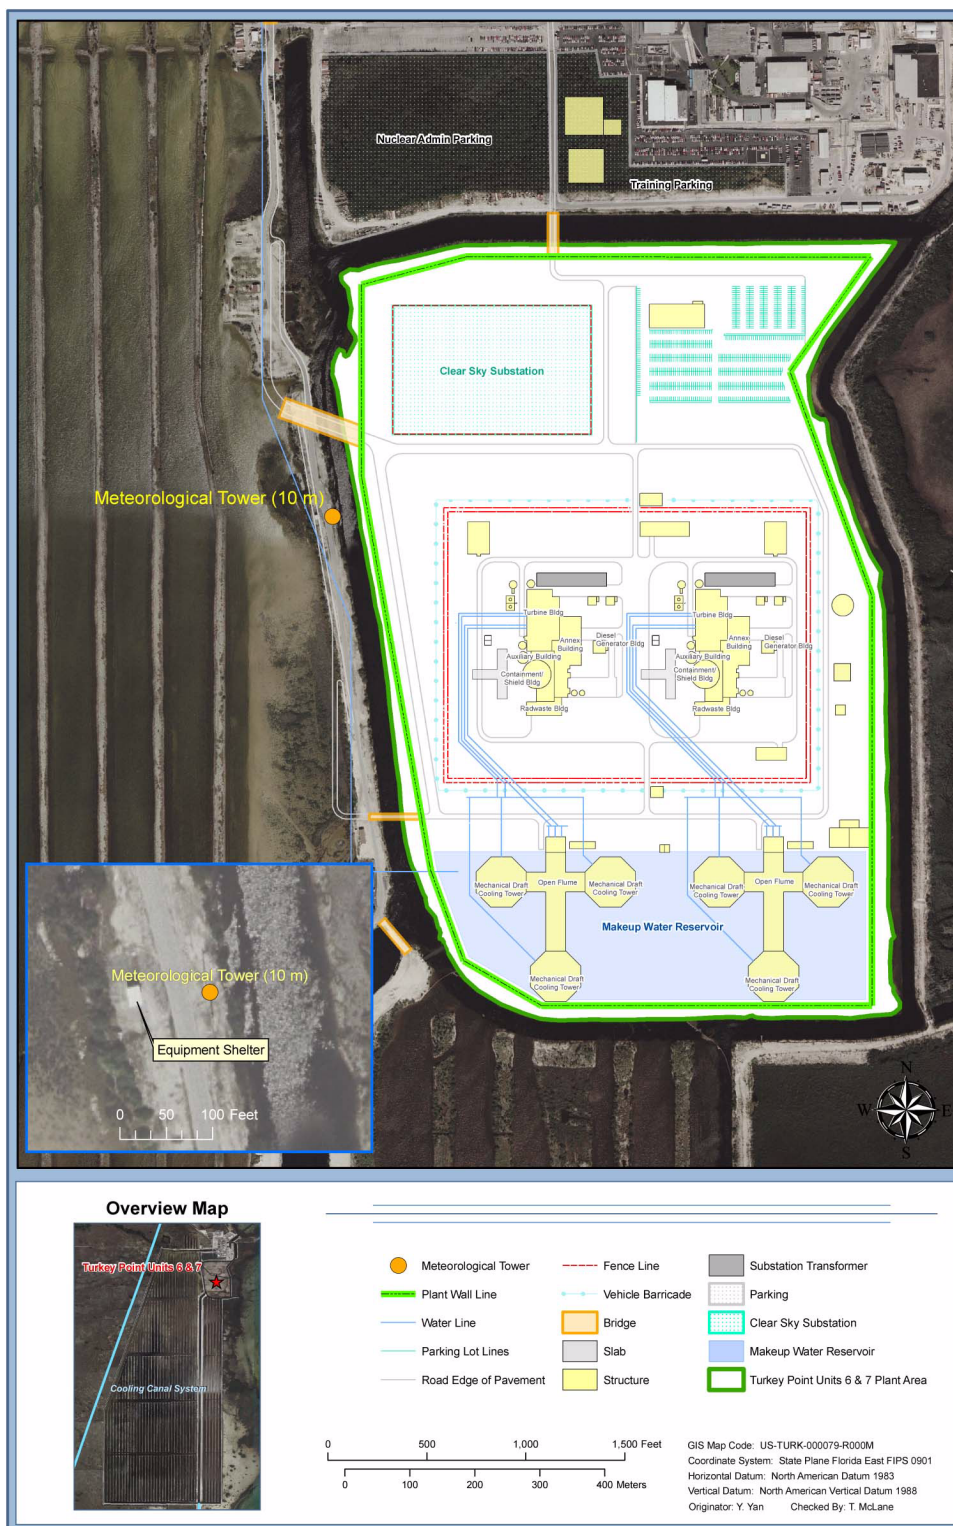 Nuclear Admin Parking
Training Parking
Clear Sky Substation
Meteorological Tower (10 m)
Turbine Bldg
Turbine Bldg
Annex
Building
Diesel
Generator Bldg
Annex
Building
Diesel
Generator Bldg
Auxiliary Building
Auxiliary Building
Containment/
Shield Bldg
Containment/
Shield Bldg
Radwaste Bldg
Radwaste Bldg
Mechanical Draft
Cooling Tower
Open Flume
Mechanical Draft
Cooling Tower
Mechanical Draft
Cooling Tower
Open Flume
Mechanical Draft
Cooling Tower
Makeup Water Reservoir
Mechanical Draft
Cooling Tower
Mechanical Draft
Cooling Tower
Meteorological Tower (10 m)
Equipment Shelter
0 50 100 Feet
N
W E
S
Overview Map
Turkey Point Units 6 & 7
Cooling Canal System
Meteorological Tower
Plant Wall Line
Water Line
Parking Lot Lines
Road Edge of Pavement
Fence Line
Vehicle Barricade
Bridge
Slab
Structure
Substation Transformer
Parking
Clear Sky Substation
Makeup Water Reservoir
Turkey Point Units 6 & 7 Plant Area
0 500 1,000 1,500 Feet
0 100 200 300 400 Meters
GIS Map Code: US-TURK-000079-R000M
Coordinate System: State Plane Florida East FIPS 0901
Horizontal Datum: North American Datum 1983
Vertical Datum: North American Vertical Datum 1988
Originator: Y. Yan Checked By: T. McLane